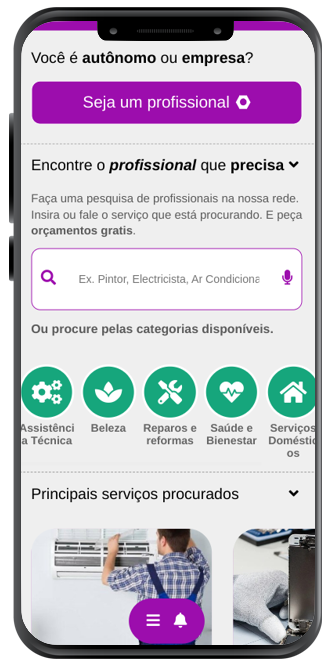 Você é autônomo ou empresa?
Seja um profissional
Encontre o profissional que precisa
Faça uma pesquisa de profissionais na nossa rede.
Insira ou fale o serviço que está procurando. E peça
orçamentos gratis.
Ex. Pintor, Electricista, Ar Condiciona
Ou procure pelas categorias disponíveis.
Assistênci
a Técnica
Beleza
Reparos e
reformas
Saúde e
Bienestar
Serviços
Doméstic
os
Principais serviços procurados